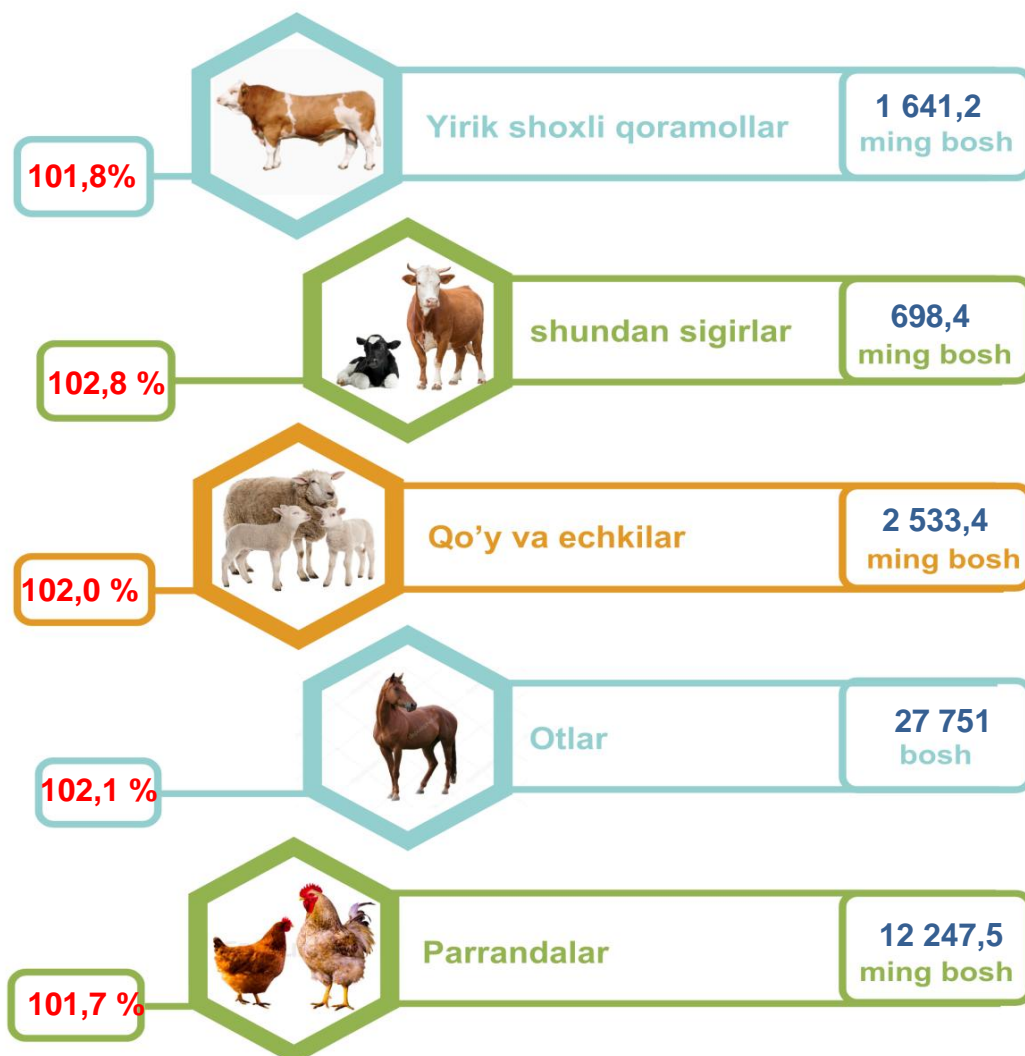 Yirik shoxli qoramollar
1 641,2
ming bosh
101,8%
shundan sigirlar
698,4
ming bosh
102,8 %
Qo’y va echkilar
2 533,4
ming bosh
102,0 %
Otlar
27 751
bosh
102,1 %
Parrandalar
12 247,5
ming bosh
101,7 %